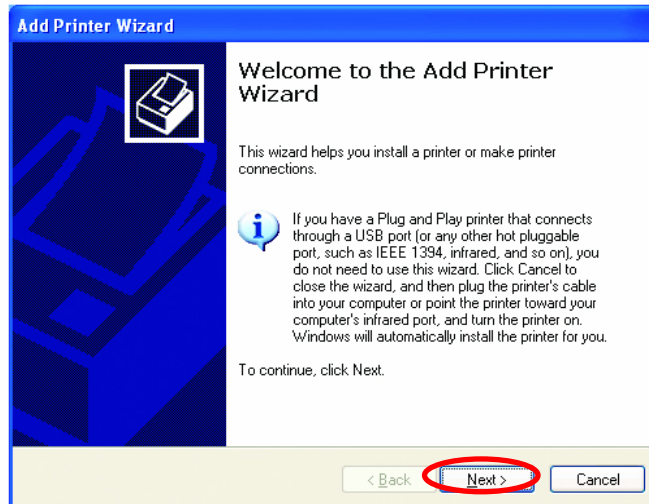 Add Printer Wizard
Welcome to the Add Printer
Wizard
This wizard helps you install a printer or make printer
connections.
If you have a Plug and Play printer that connects
through a USB port (or any other hot pluggable
port, such as IEEE 1394, infrared, and so on), you
do not need to use this wizard. Click Cancel to
close the wizard, and then plug the printer's cable
into your computer or point the printer toward your
computer's infrared port, and turn the printer on.
Windows will automatically install the printer for you.
To continue, click Next.
< Back Next > Cancel